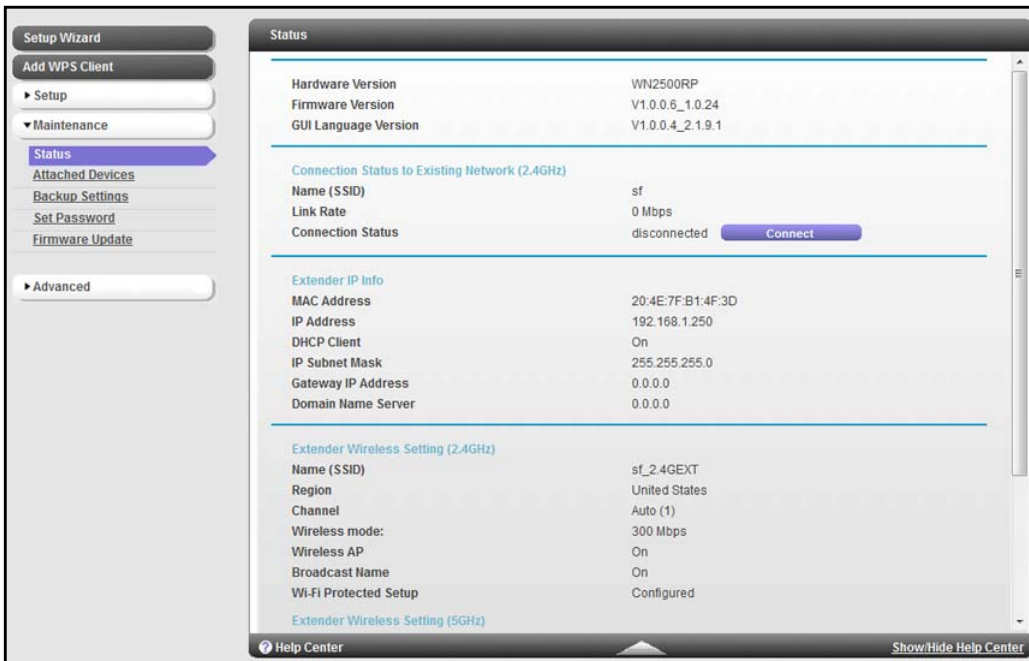 Setup Wizard
Add WPS Client
Setup
Maintenance
Status
Attached Devices
Backup Settings
Set Password
Firmware Update
Advanced
Status
Hardware Version WN2500RP
Firmware Version V1.0.0.6_1.0.24
GUI Language Version V1.0.0.4_2.1.9.1
Connection Status to Existing Network (2.4GHz)
Name (SSID) sf
Link Rate 0 Mbps
Connection Status disconnected Connect
Extender IP Info
MAC Address 20:4E:7F:B1:4F:3D
IP Address 192.168.1.250
DHCP Client On
IP Subnet Mask 255.255.255.0
Gateway IP Address 0.0.0.0
Domain Name Server 0.0.0.0
Extender Wireless Setting (2.4GHz)
Name (SSID) sf_2.4GEXT
Region United States
Channel Auto (1)
Wireless mode: 300 Mbps
Wireless AP On
Broadcast Name On
Wi-Fi Protected Setup Configured
Extender Wireless Setting (5GHz)
? Help Center Show/Hide Help Center